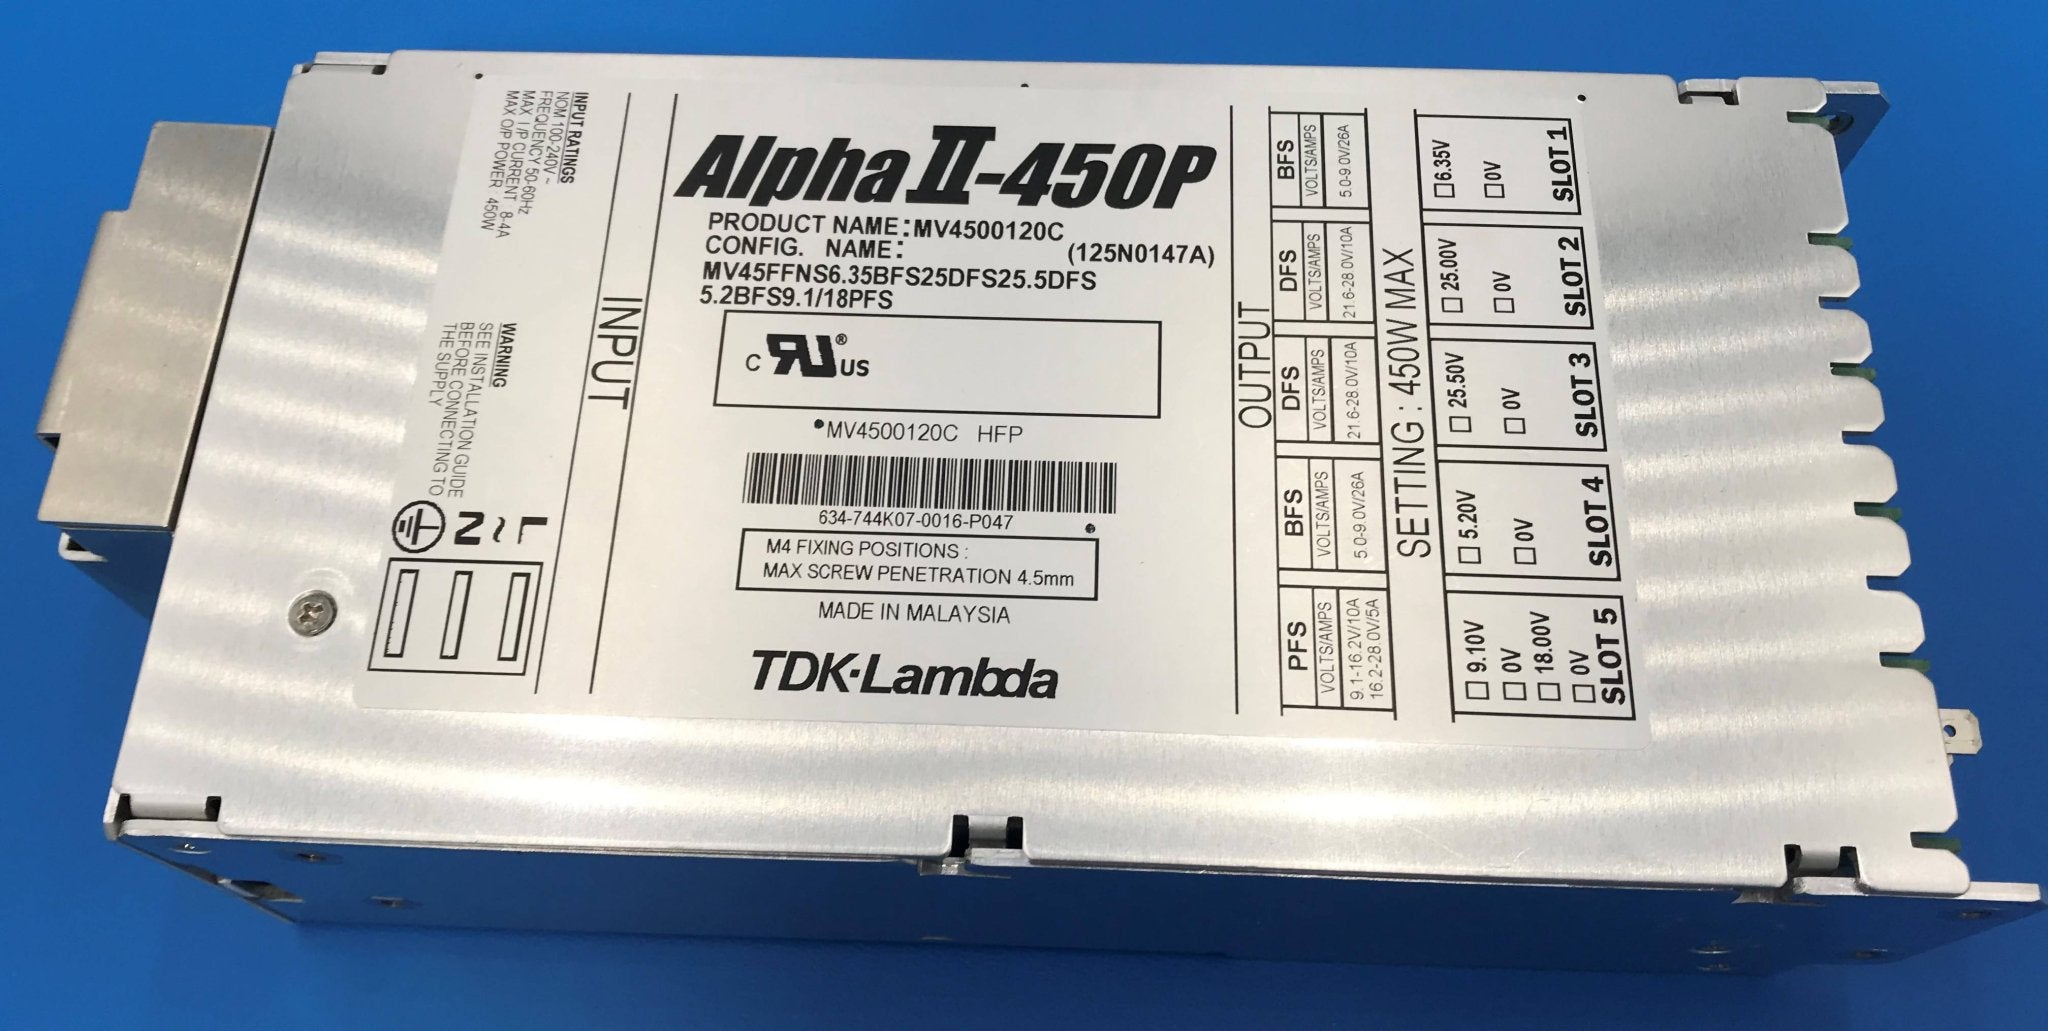 INPUT RATINGS
NOM 100-240V ~
FREQUENCY 50-60Hz
MAX I/P CURRENT : 8-4A
MAX O/P POWER : 450W
WARNING
SEE INSTALLATION GUIDE
BEFORE CONNECTING TO
THE SUPPLY
L
~
N
INPUT
Alpha II-450P
PRODUCT NAME: MV4500120C
CONFIG. NAME: (125N0147A)
MV45FFNS6.35BFS25DFS25.5DFS
5.2BFS9.1/18PFS
C RU ® US
•MV4500120C HFP
634-744K07-0016-P047
M4 FIXING POSITIONS :
MAX SCREW PENETRATION 4.5mm
MADE IN MALAYSIA
TDK·Lambda
OUTPUT
BFS
VOLTS/AMPS
5.0-9.0V/26A
DFS
VOLTS/AMPS
21.6-28.0V/10A
DFS
VOLTS/AMPS
21.6-28.0V/10A
BFS
VOLTS/AMPS
5.0-9.0V/26A
PFS
VOLTS/AMPS
9.1-16.2V/10A
16.2-28.0V/5A
SETTING : 450W MAX
☐ 6.35V
☐ 0V
SLOT 1
☐ 25.00V
☐ 0V
SLOT 2
☐ 25.50V
☐ 0V
SLOT 3
☐ 5.20V
☐ 0V
SLOT 4
☐ 9.10V
☐ 0V
☐ 18.00V
☐ 0V
SLOT 5